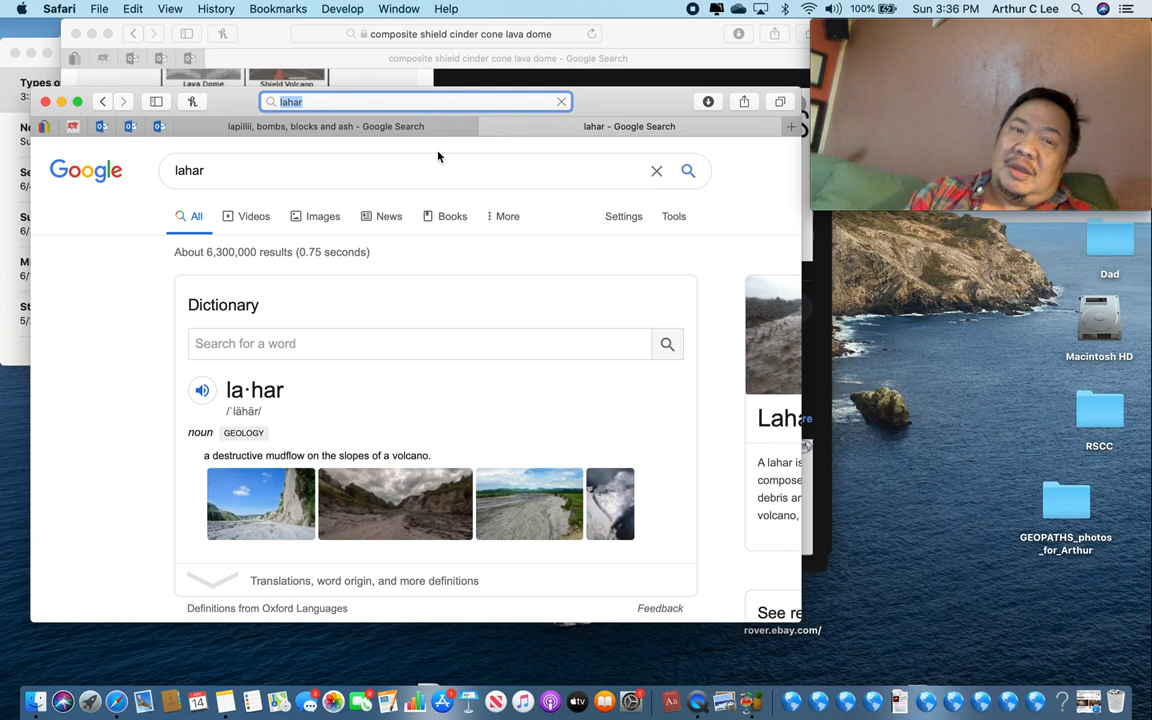 Safari File Edit View History Bookmarks Develop Window Help 100% Sun 3:36 PM Arthur C Lee
composite shield cinder cone lava dome
composite shield cinder cone lava dome - Google Search
Types o
Lava Dome Shield Volcano
lahar
lapillii, bombs, blocks and ash - Google Search lahar - Google Search
Google lahar
All Videos Images News Books More Settings Tools
About 6,300,000 results (0.75 seconds)
Dictionary
Search for a word
la·har
/ˈlähär/
noun GEOLOGY
a destructive mudflow on the slopes of a volcano.
Translations, word origin, and more definitions
Definitions from Oxford Languages Feedback
Laha
A lahar is
compose
debris ar
volcano,
See re
rover.ebay.com/
Dad
Macintosh HD
RSCC
GEOPATHS_photos
_for_Arthur